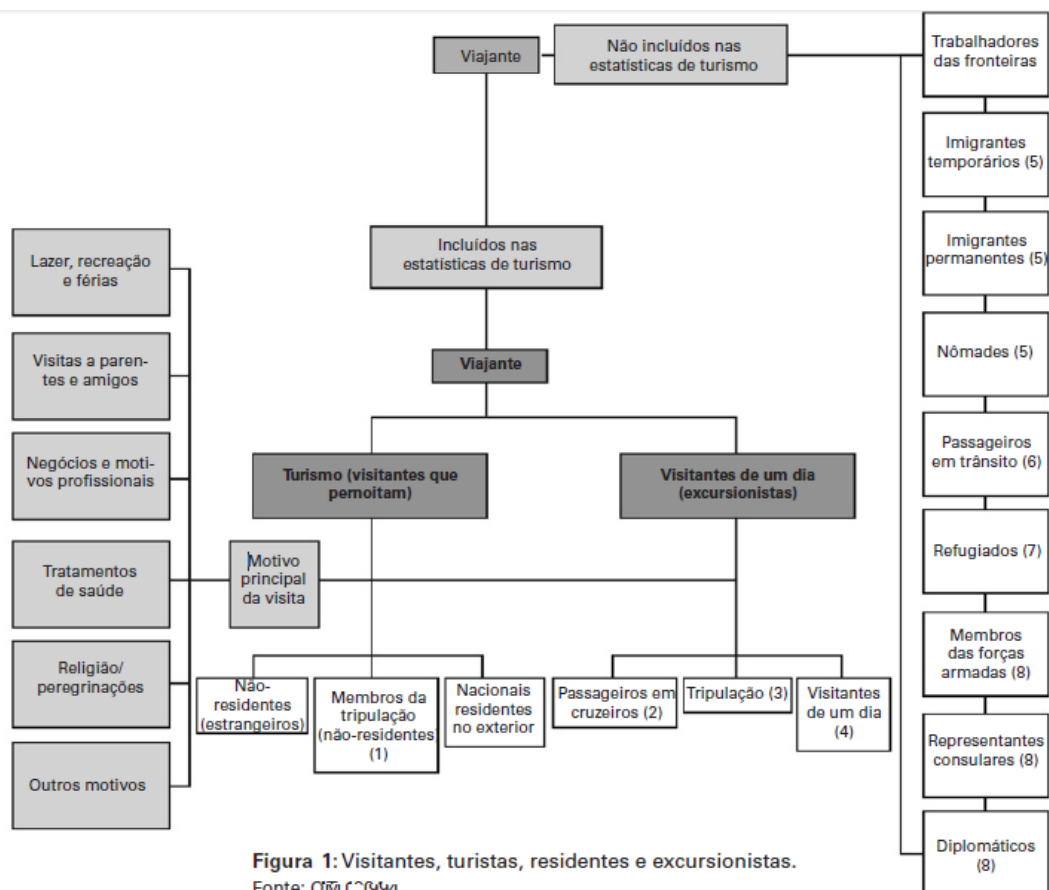 Viajante
Não incluídos nas
estatísticas de turismo
Trabalhadores
das fronteiras
Imigrantes
temporários (5)
Imigrantes
permanentes (5)
Nômades (5)
Passageiros
em trânsito (6)
Refugiados (7)
Membros
das forças
armadas (8)
Representantes
consulares (8)
Diplomáticos
(8)
Incluídos nas
estatísticas de turismo
Viajante
Turismo (visitantes que
pernoitam)
Visitantes de um dia
(excursionistas)
Lazer, recreação
e férias
Visitas a paren-
tes e amigos
Negócios e moti-
vos profissionais
Tratamentos
de saúde
Religião/
peregrinações
Outros motivos
Motivo
principal
da visita
Não-
residentes
(estrangeiros)
Membros da
tripulação
(não-residentes)
(1)
Nacionais
residentes
no exterior
Passageiros em
cruzeiros (2)
Tripulação (3)
Visitantes
de um dia
(4)
Figura 1: Visitantes, turistas, residentes e excursionistas.
Fonte: